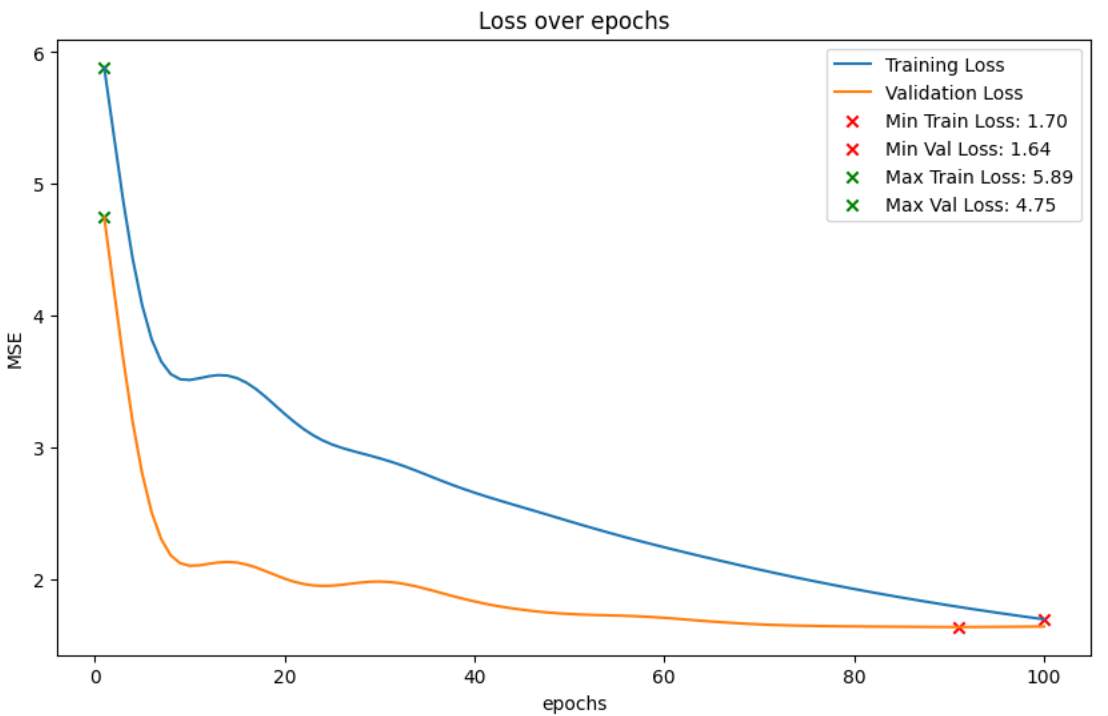 Loss over epochs
6
5
4
3
2
MSE
0 20 40 60 80 100
epochs
Training Loss
Validation Loss
Min Train Loss: 1.70
Min Val Loss: 1.64
Max Train Loss: 5.89
Max Val Loss: 4.75